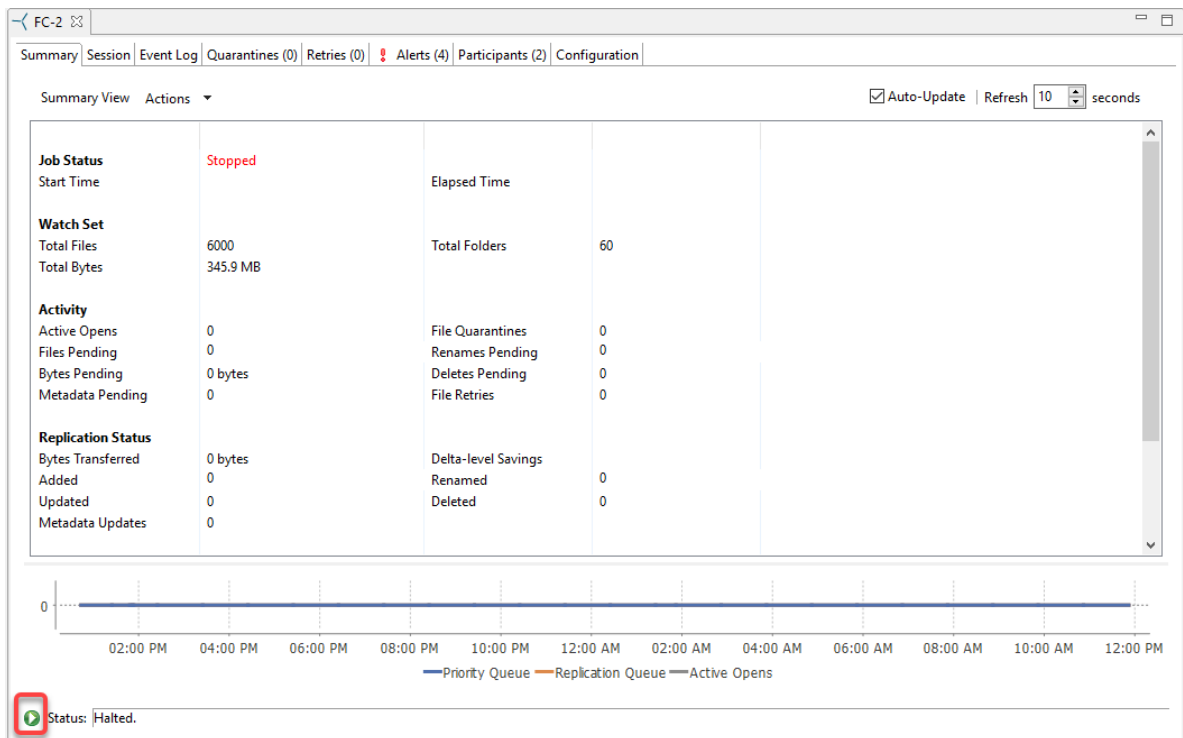 FC-2
Summary Session Event Log Quarantines (0) Retries (0) Alerts (4) Participants (2) Configuration
Summary View Actions Auto-Update | Refresh 10 seconds
Job Status Stopped
Start Time Elapsed Time
Watch Set
Total Files 6000 Total Folders 60
Total Bytes 345.9 MB
Activity
Active Opens 0 File Quarantines 0
Files Pending 0 Renames Pending 0
Bytes Pending 0 bytes Deletes Pending 0
Metadata Pending 0 File Retries 0
Replication Status
Bytes Transferred 0 bytes Delta-level Savings
Added 0 Renamed 0
Updated 0 Deleted 0
Metadata Updates 0
0
02:00 PM 04:00 PM 06:00 PM 08:00 PM 10:00 PM 12:00 AM 02:00 AM 04:00 AM 06:00 AM 08:00 AM 10:00 AM 12:00 PM
Priority Queue Replication Queue Active Opens
Status: Halted.